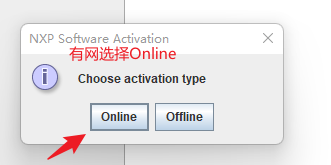 NXP Software Activation
有网选择Online
Choose activation type
Online
Offline